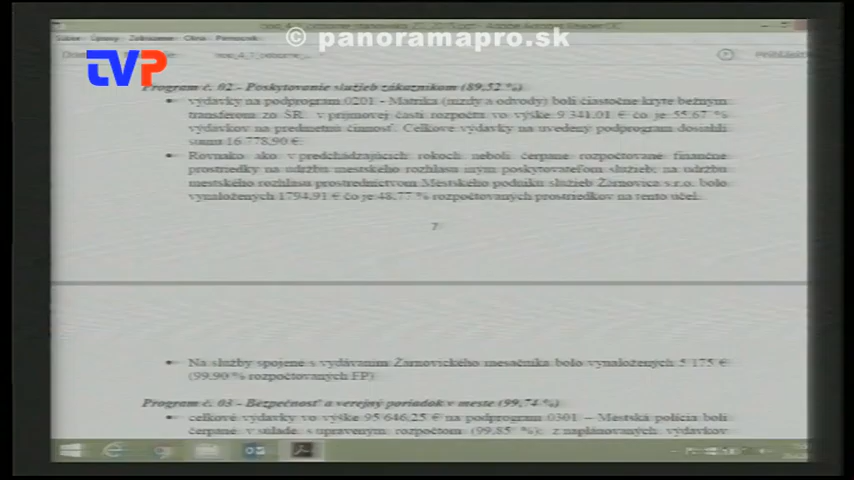 © panoramapro.sk
Súbor Úpravy Zobrazenie Okno Pomocník
TVP
Program č. 02 - Poskytovanie služieb zákazníkom (89,52 %)
výdavky na podprogram 0201 - Matrika (mzdy a odvody) boli čiastočne kryté bežným
transferom zo ŠR, v príjmovej časti rozpočtu vo výške 9 341,01 € čo je 55,67 %
výdavkov na predmetnú činnosť. Celkové výdavky na uvedený podprogram dosiahli
sumu 16 778,90 €.
Rovnako ako v predchádzajúcich rokoch neboli čerpané rozpočtované finančné
prostriedky na údržbu mestského rozhlasu iným poskytovateľom služieb, na údržbu
mestského rozhlasu prostredníctvom Mestského podniku služieb Žarnovica s.r.o. bolo
vynaložených 1794,91 € čo je 48,77 % rozpočtovaných prostriedkov na tento účel.
7
Na služby spojené s vydávaním Žarnovického mesačníka bolo vynaložených 5 175 €
(99,90 % rozpočtovaných FP)
Program č. 03 - Bezpečnosť a verejný poriadok v meste (99,74 %)
celkové výdavky vo výške 95 646,25 € na podprogram 0301 – Mestská polícia boli
čerpané v súlade s upraveným rozpočtom (99,85 %), z naplánovaných výdavkov